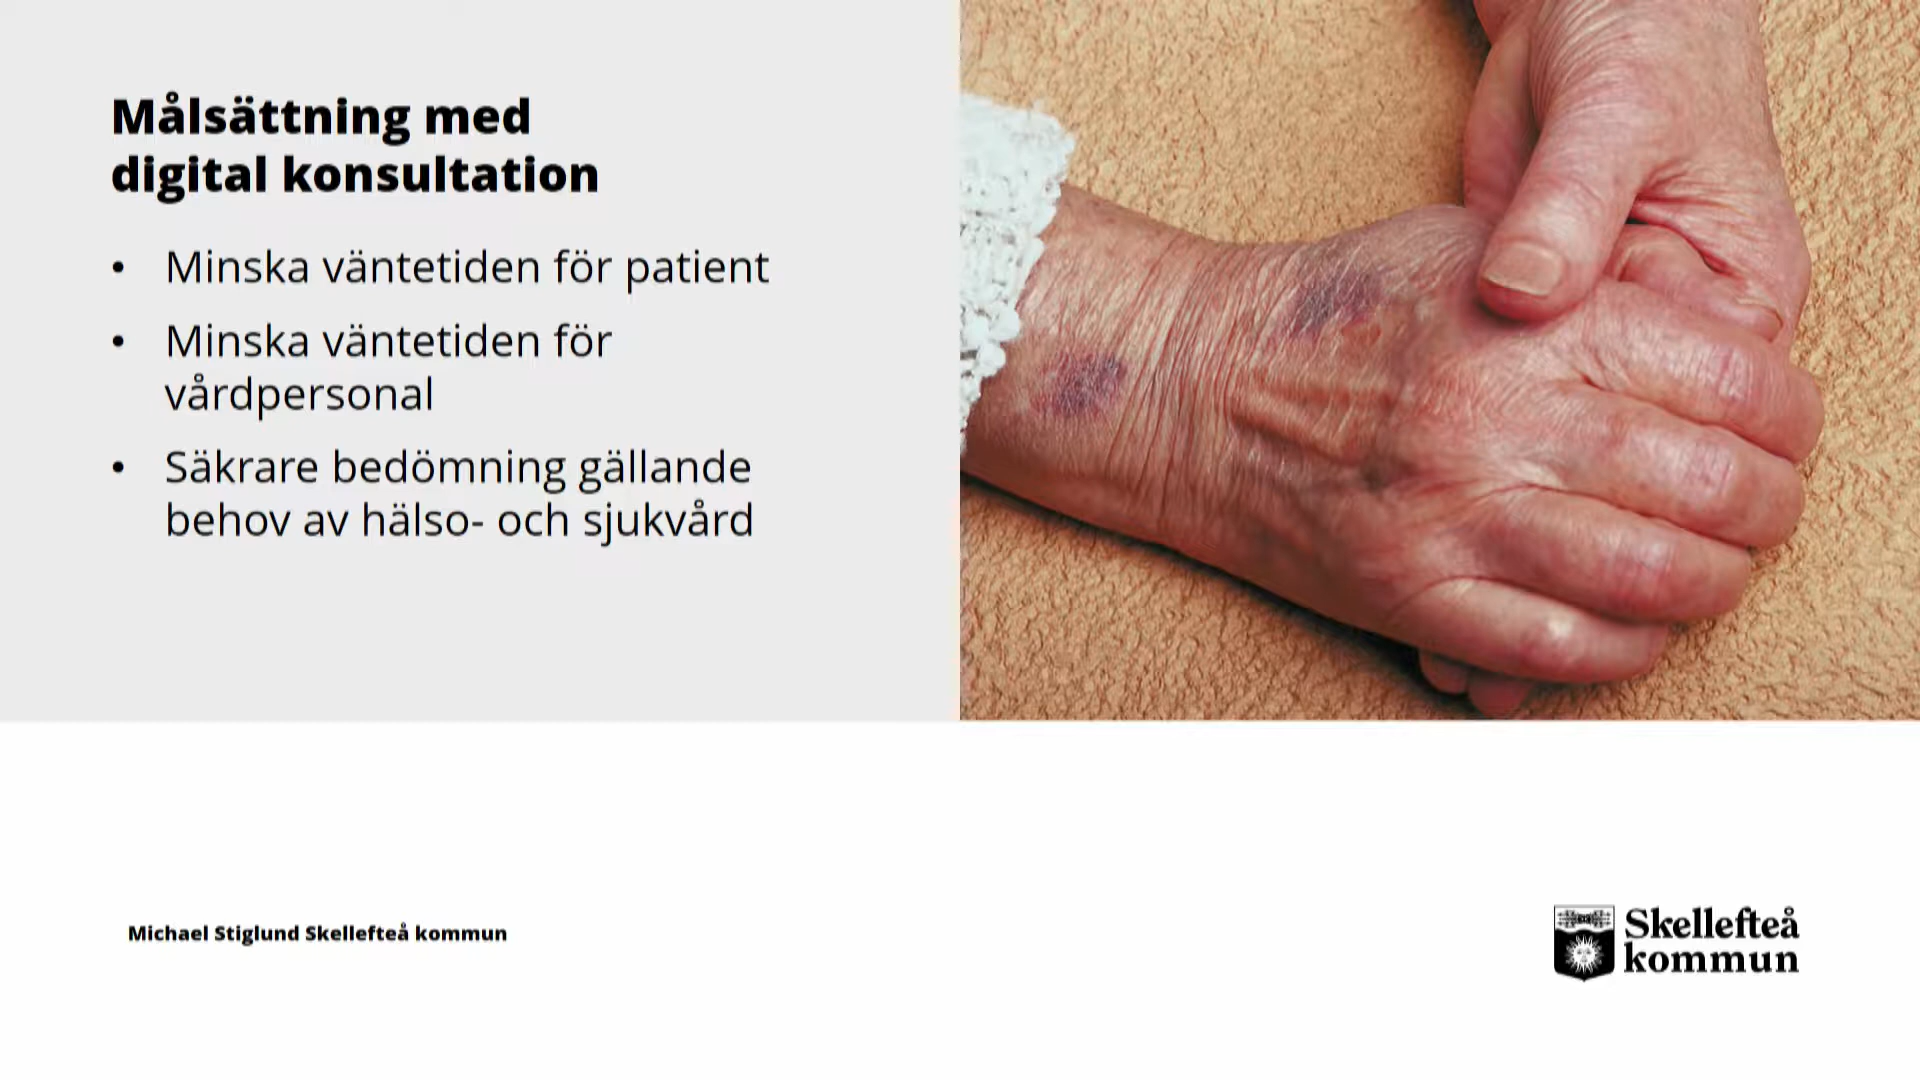 Målsättning med
digital konsultation
• Minska väntetiden för patient
• Minska väntetiden för
vårdpersonal
• Säkrare bedömning gällande
behov av hälso- och sjukvård
Michael Stiglund Skellefteå kommun
Skellefteå
kommun